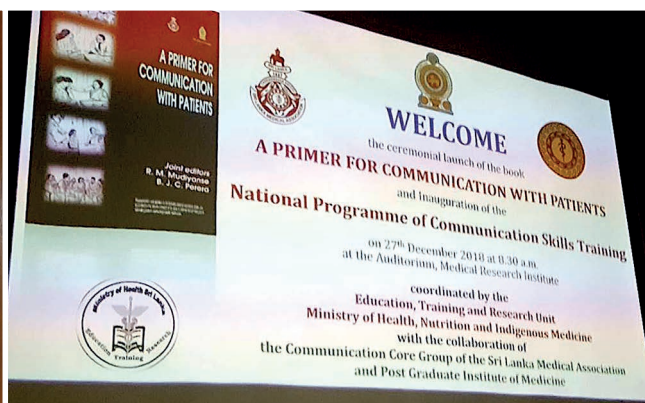 A PRIMER FOR
COMMUNICATION
WITH PATIENTS
Joint editors
R. M. Mudiyanse
B. J. C. Perera
Ministry of Health Sri Lanka
Education
Training
Research
WELCOME
the ceremonial launch of the book
A PRIMER FOR COMMUNICATION WITH PATIENTS
and Inauguration of the
National Programme of Communication Skills Training
on 27th December 2018 at 8.30 a.m.
at the Auditorium, Medical Research Institute
coordinated by the
Education, Training and Research Unit
Ministry of Health, Nutrition and Indigenous Medicine
with the collaboration of
the Communication Core Group of the Sri Lanka Medical Association
and Post Graduate Institute of Medicine